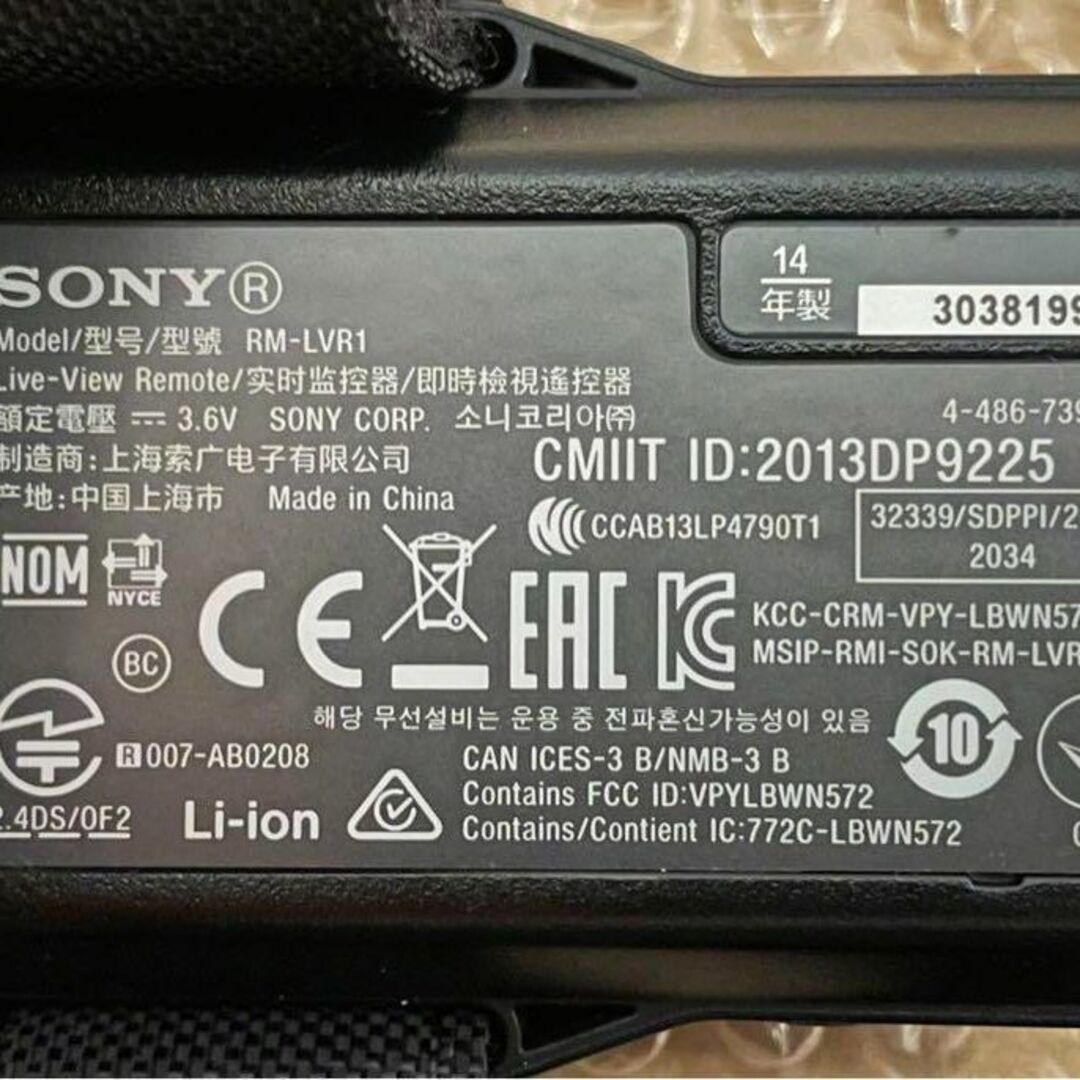 SONY®
14
年製
3038199
Model/型号/型號 RM-LVR1
Live-View Remote/实时监控器/即時檢視遙控器
額定電壓 ⎓ 3.6V SONY CORP. 소니코리아㈜
4-486-739
制造商:上海索广电子有限公司
CMIIT ID:2013DP9225
产地:中国上海市 Made in China
CCAB13LP4790T1
32339/SDPPI/2
2034
NOM
NYCE
CE
EAC
KC
KCC-CRM-VPY-LBWN57
MSIP-RMI-SOK-RM-LVR
BC
해당 무선설비는 운용 중 전파혼신가능성이 있음
10
R 007-AB0208
CAN ICES-3 B/NMB-3 B
Contains FCC ID:VPYLBWN572
2.4DS/OF2
Li-ion
Contains/Contient IC:772C-LBWN572